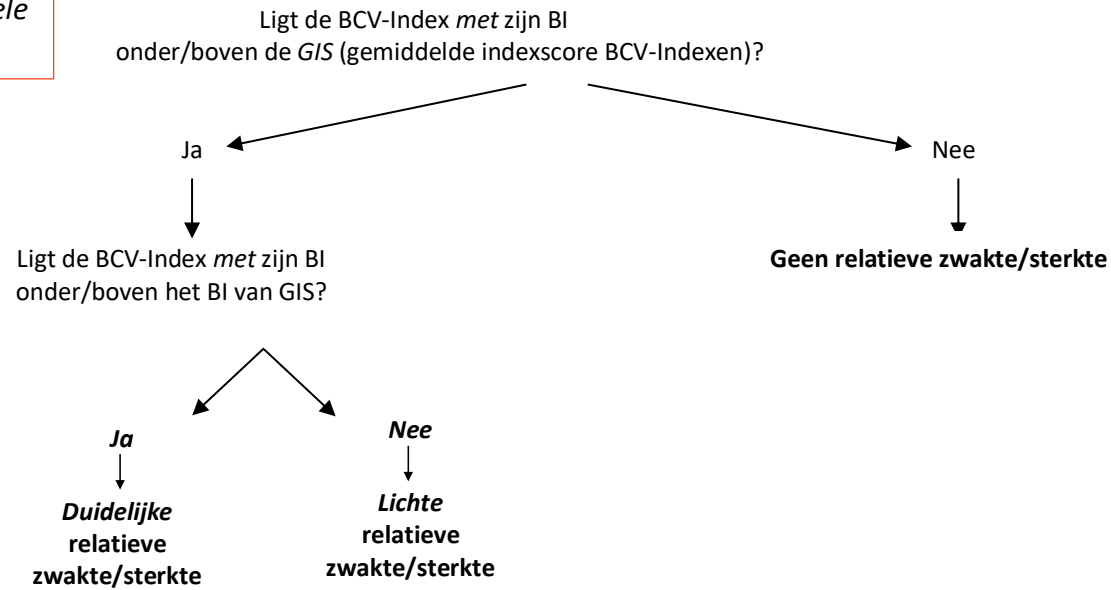 Ligt de BCV-Index met zijn BI
onder/boven de GIS (gemiddelde indexscore BCV-Indexen)?
Ja
Nee
Ligt de BCV-Index met zijn BI
onder/boven het BI van GIS?
Geen relatieve zwakte/sterkte
Ja
Nee
Duidelijke
relatieve
zwakte/sterkte
Lichte
relatieve
zwakte/sterkte